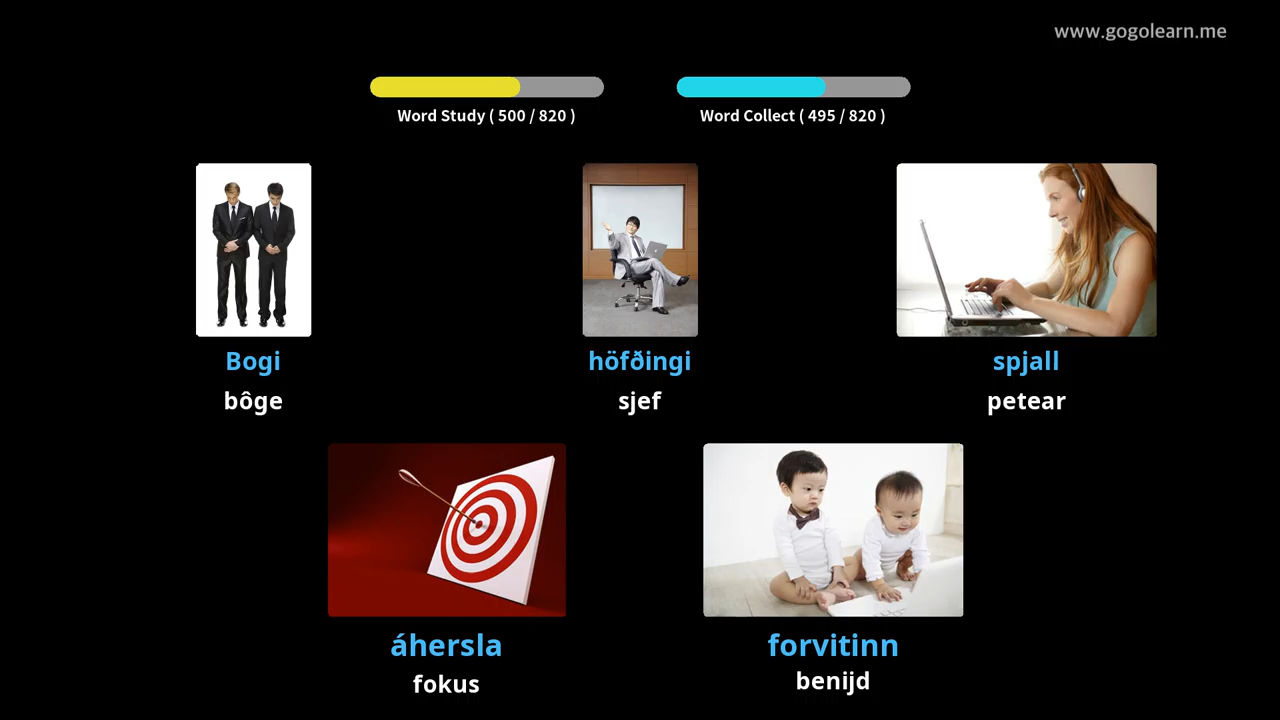 www.gogolearn.me
Word Study ( 500 / 820 )
Word Collect ( 495 / 820 )
Bogi
bôge
höfðingi
sjef
spjall
petear
áhersla
fokus
forvitinn
benijd